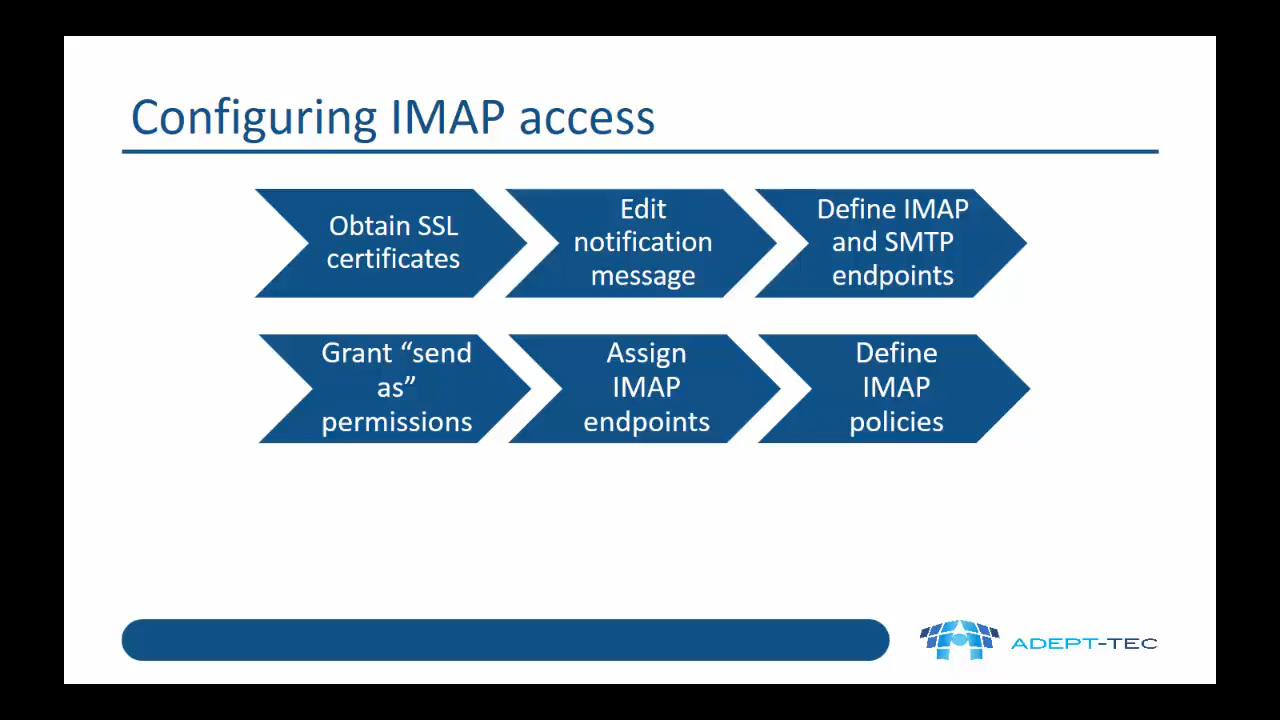 Configuring IMAP access
Obtain SSL
certificates
Edit
notification
message
Define IMAP
and SMTP
endpoints
Grant “send
as”
permissions
Assign
IMAP
endpoints
Define
IMAP
policies
ADEPT-TEC